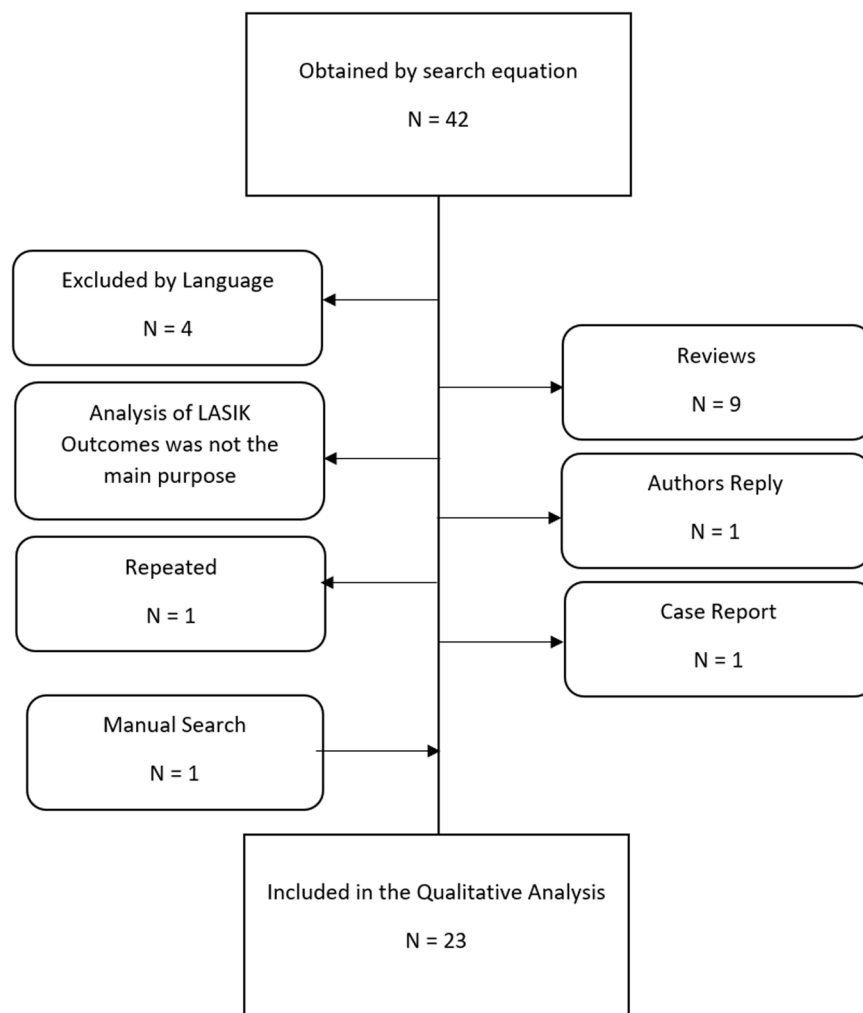 Obtained by search equation
N = 42
Excluded by Language
N = 4
Reviews
N = 9
Analysis of LASIK
Outcomes was not the
main purpose
Authors Reply
N = 1
Repeated
N = 1
Case Report
N = 1
Manual Search
N = 1
Included in the Qualitative Analysis
N = 23